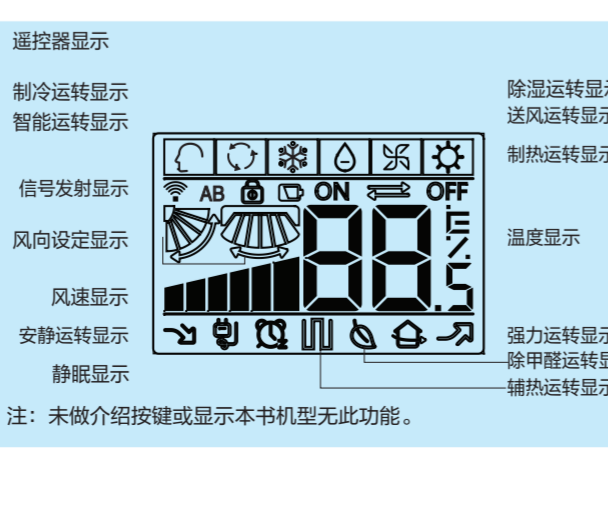 遥控器显示
制冷运转显示
智能运转显示
信号发射显示
风向设定显示
风速显示
安静运转显示
静眠显示
AB ON OFF
88.5
除湿运转显示
送风运转显示
制热运转显示
温度显示
强力运转显示
除甲醛运转显
辅热运转显示
注：未做介绍按键或显示本书机型无此功能。